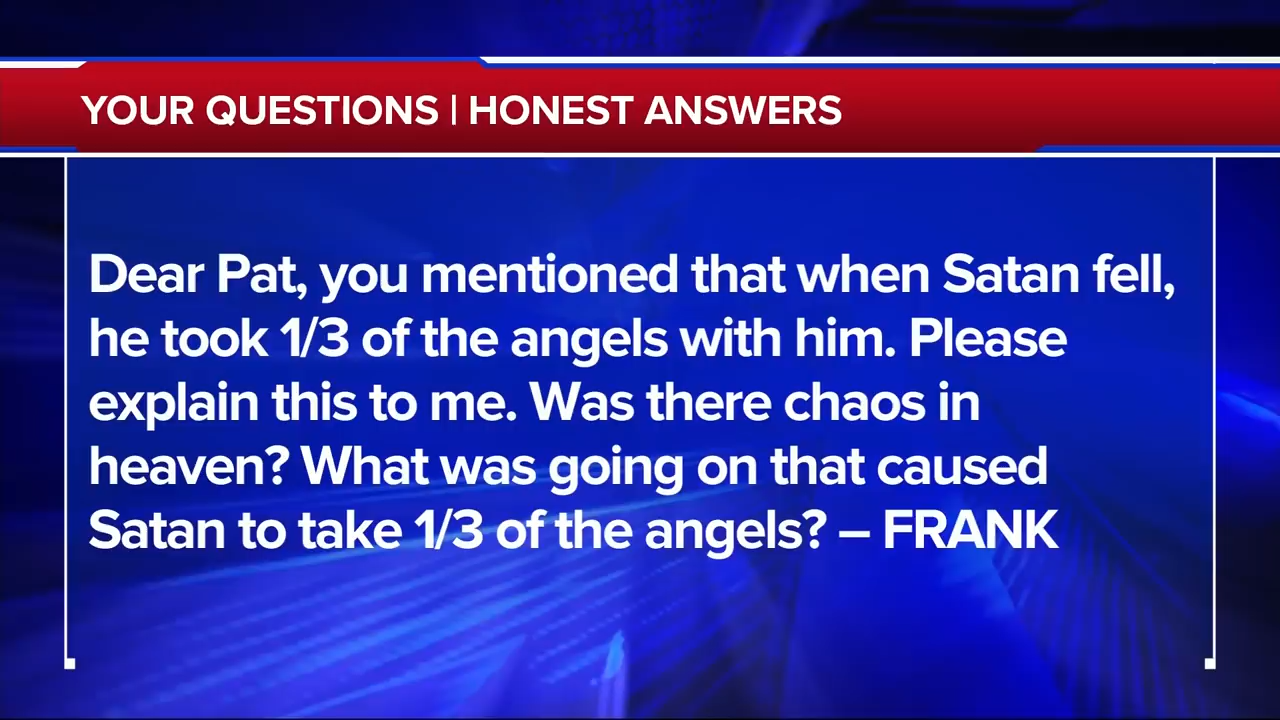 YOUR QUESTIONS | HONEST ANSWERS
Dear Pat, you mentioned that when Satan fell,
he took 1/3 of the angels with him. Please
explain this to me. Was there chaos in
heaven? What was going on that caused
Satan to take 1/3 of the angels? – FRANK